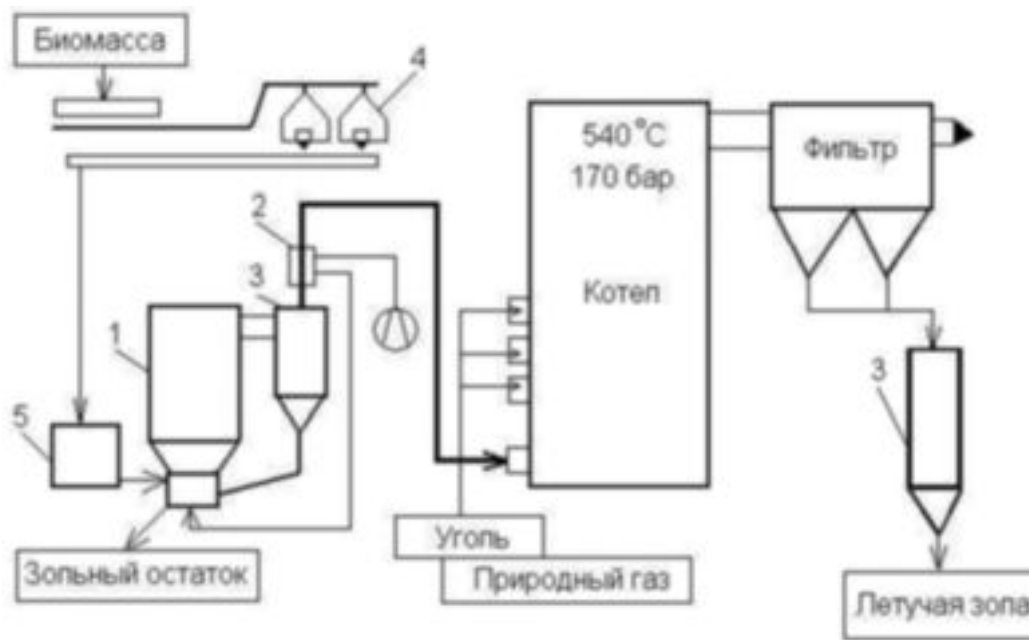 Биомасса
4
540°C
170 бар
Фильтр
2
3
Котел
1
3
5
Уголь
Зольный остаток
Природный газ
Летучая зола